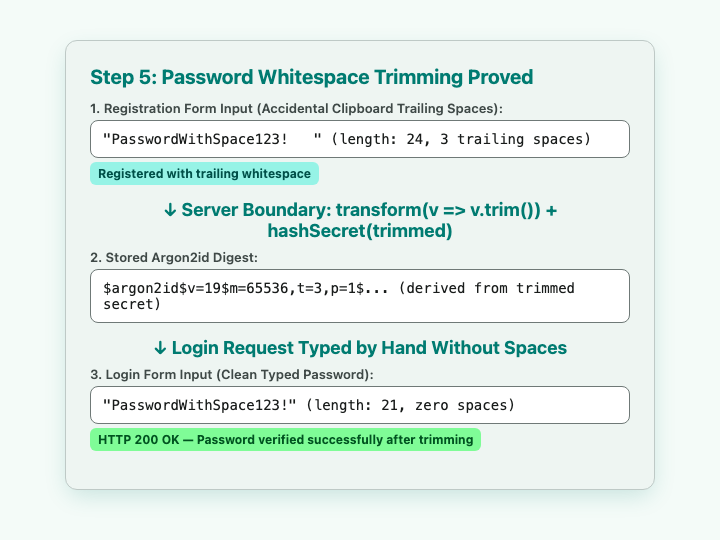 Step 5: Password Whitespace Trimming Proved
1. Registration Form Input (Accidental Clipboard Trailing Spaces):
"PasswordWithSpace123!   " (length: 24, 3 trailing spaces)
Registered with trailing whitespace
↓ Server Boundary: transform(v => v.trim()) +
hashSecret(trimmed)
2. Stored Argon2id Digest:
$argon2id$v=19$m=65536,t=3,p=1$... (derived from trimmed
secret)
↓ Login Request Typed by Hand Without Spaces
3. Login Form Input (Clean Typed Password):
"PasswordWithSpace123!" (length: 21, zero spaces)
HTTP 200 OK — Password verified successfully after trimming